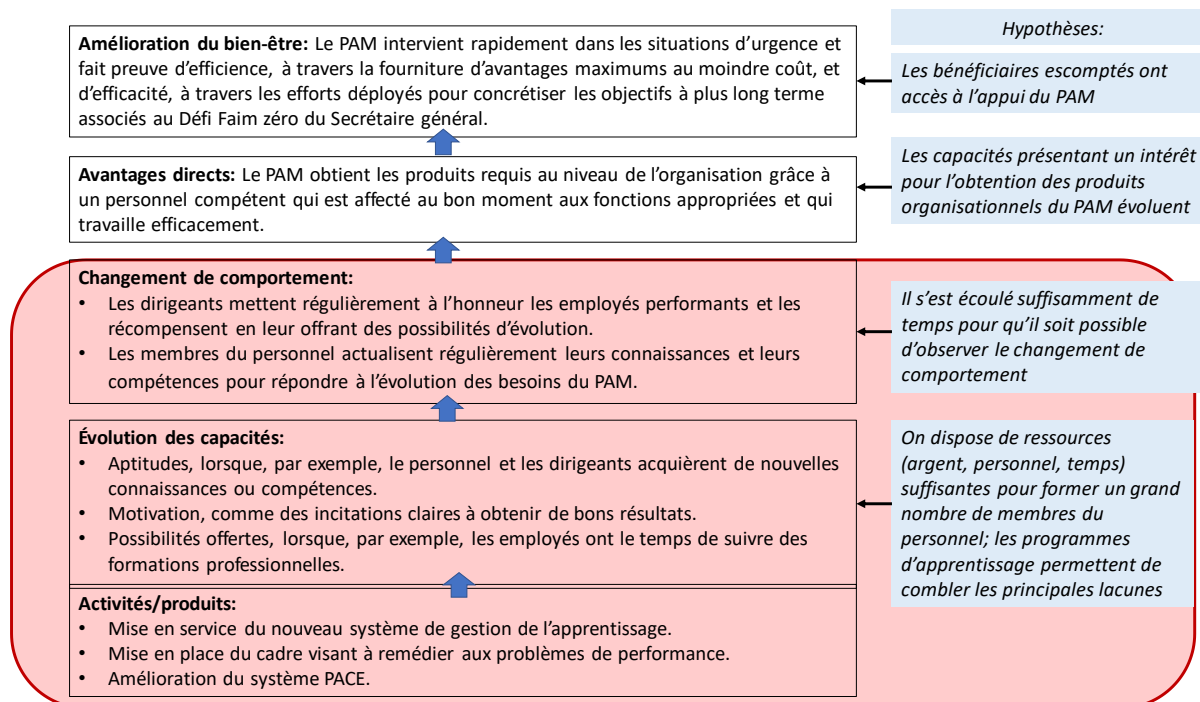 Amélioration du bien-être: Le PAM intervient rapidement dans les situations d'urgence et
fait preuve d'efficience, à travers la fourniture d'avantages maximums au moindre coût, et
d'efficacité, à travers les efforts déployés pour concrétiser les objectifs à plus long terme
associés au Défi Faim zéro du Secrétaire général.
Hypothèses:
Les bénéficiaires escomptés ont
accès à l'appui du PAM
Avantages directs: Le PAM obtient les produits requis au niveau de l'organisation grâce à
un personnel compétent qui est affecté au bon moment aux fonctions appropriées et qui
travaille efficacement.
Les capacités présentant un intérêt
pour l'obtention des produits
organisationnels du PAM évoluent
Changement de comportement:
• Les dirigeants mettent régulièrement à l'honneur les employés performants et les
récompensent en leur offrant des possibilités d'évolution.
• Les membres du personnel actualisent régulièrement leurs connaissances et leurs
compétences pour répondre à l'évolution des besoins du PAM.
Il s'est écoulé suffisamment de
temps pour qu'il soit possible
d'observer le changement de
comportement
Évolution des capacités:
• Aptitudes, lorsque, par exemple, le personnel et les dirigeants acquièrent de nouvelles
connaissances ou compétences.
• Motivation, comme des incitations claires à obtenir de bons résultats.
• Possibilités offertes, lorsque, par exemple, les employés ont le temps de suivre des
formations professionnelles.
On dispose de ressources
(argent, personnel, temps)
suffisantes pour former un grand
nombre de membres du
personnel; les programmes
d'apprentissage permettent de
combler les principales lacunes
Activités/produits:
• Mise en service du nouveau système de gestion de l'apprentissage.
• Mise en place du cadre visant à remédier aux problèmes de performance.
• Amélioration du système PACE.